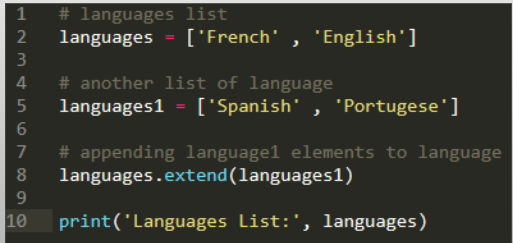 1 # languages list
2 languages = ['French' , 'English']
3
4 # another list of language
5 languages1 = ['Spanish' , 'Portugese']
6
7 # appending language1 elements to language
8 languages.extend(languages1)
9
10 print('Languages List:', languages)